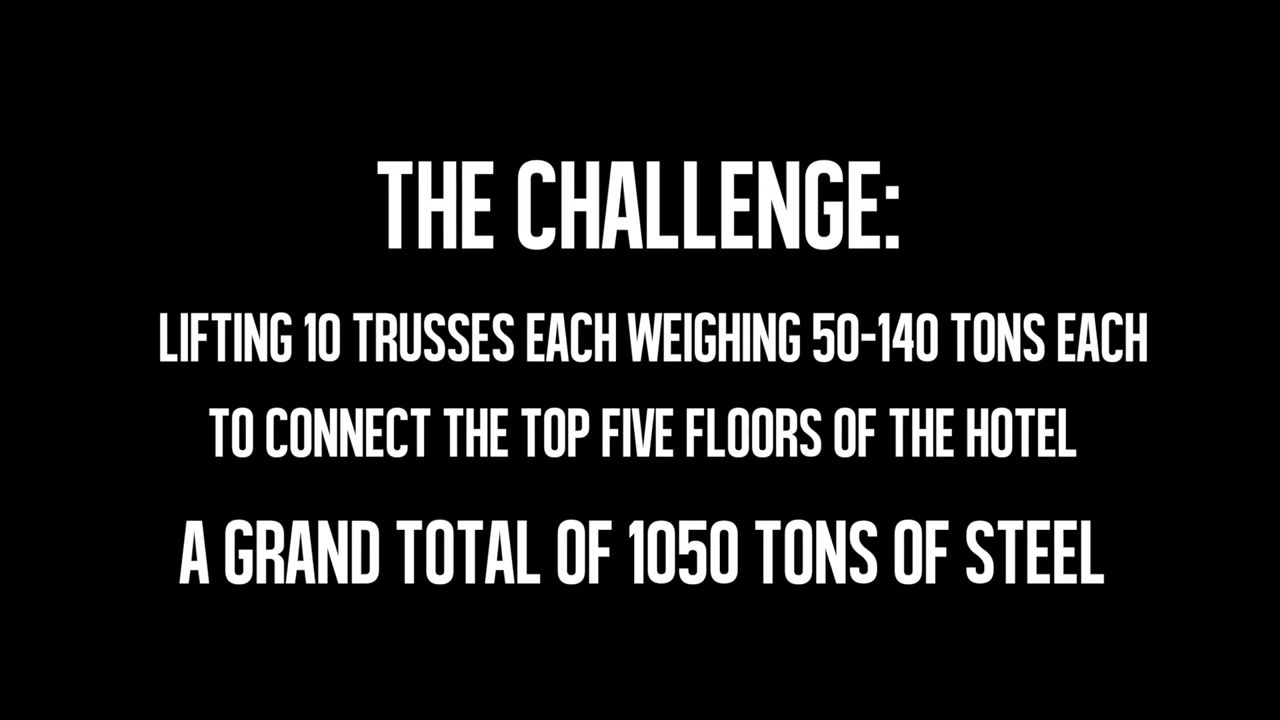 THE CHALLENGE:
LIFTING 10 TRUSSES EACH WEIGHING 50-140 TONS EACH
TO CONNECT THE TOP FIVE FLOORS OF THE HOTEL
A GRAND TOTAL OF 1050 TONS OF STEEL